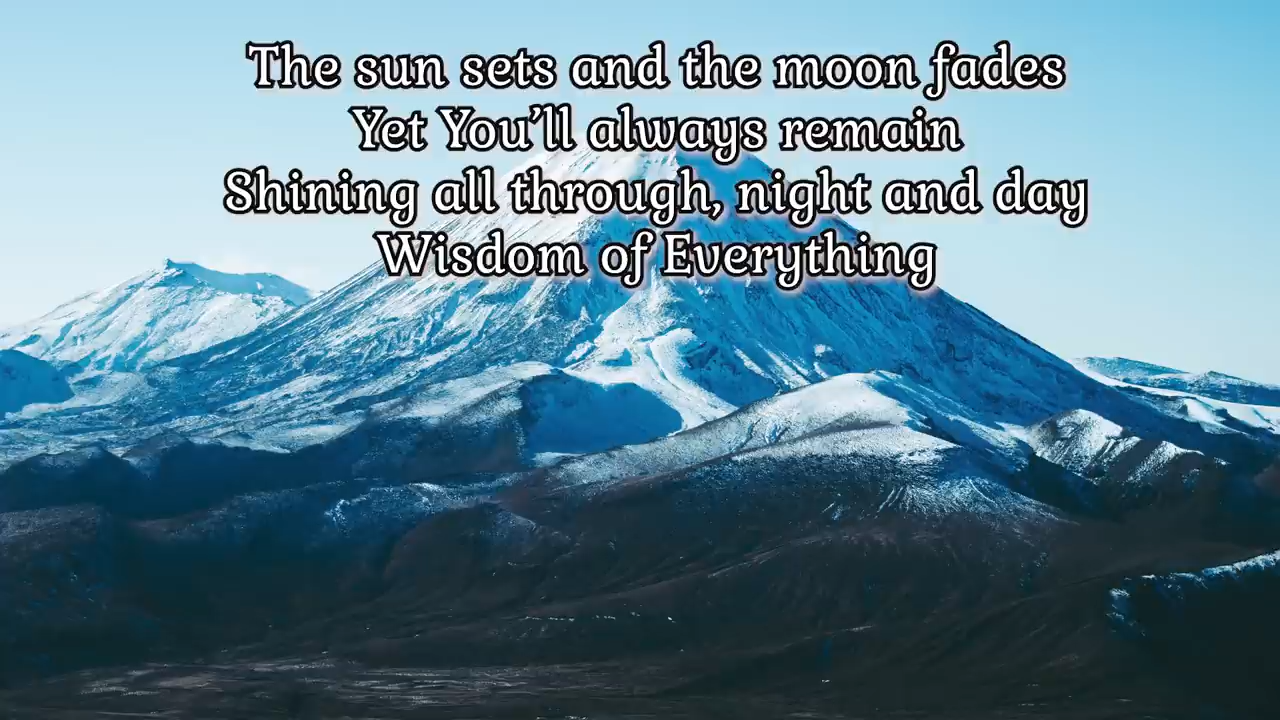 The sun sets and the moon fades
Yet You’ll always remain
Shining all through, night and day
Wisdom of Everything